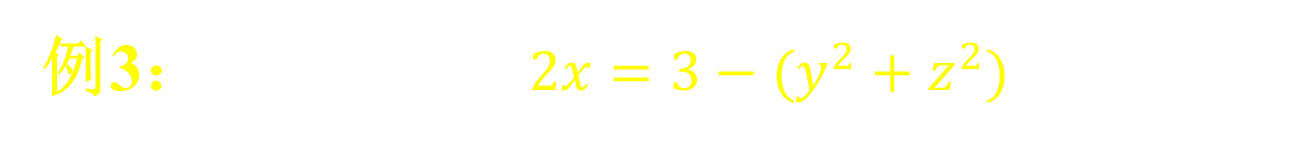 例3： 2x = 3 − (y² + z²)